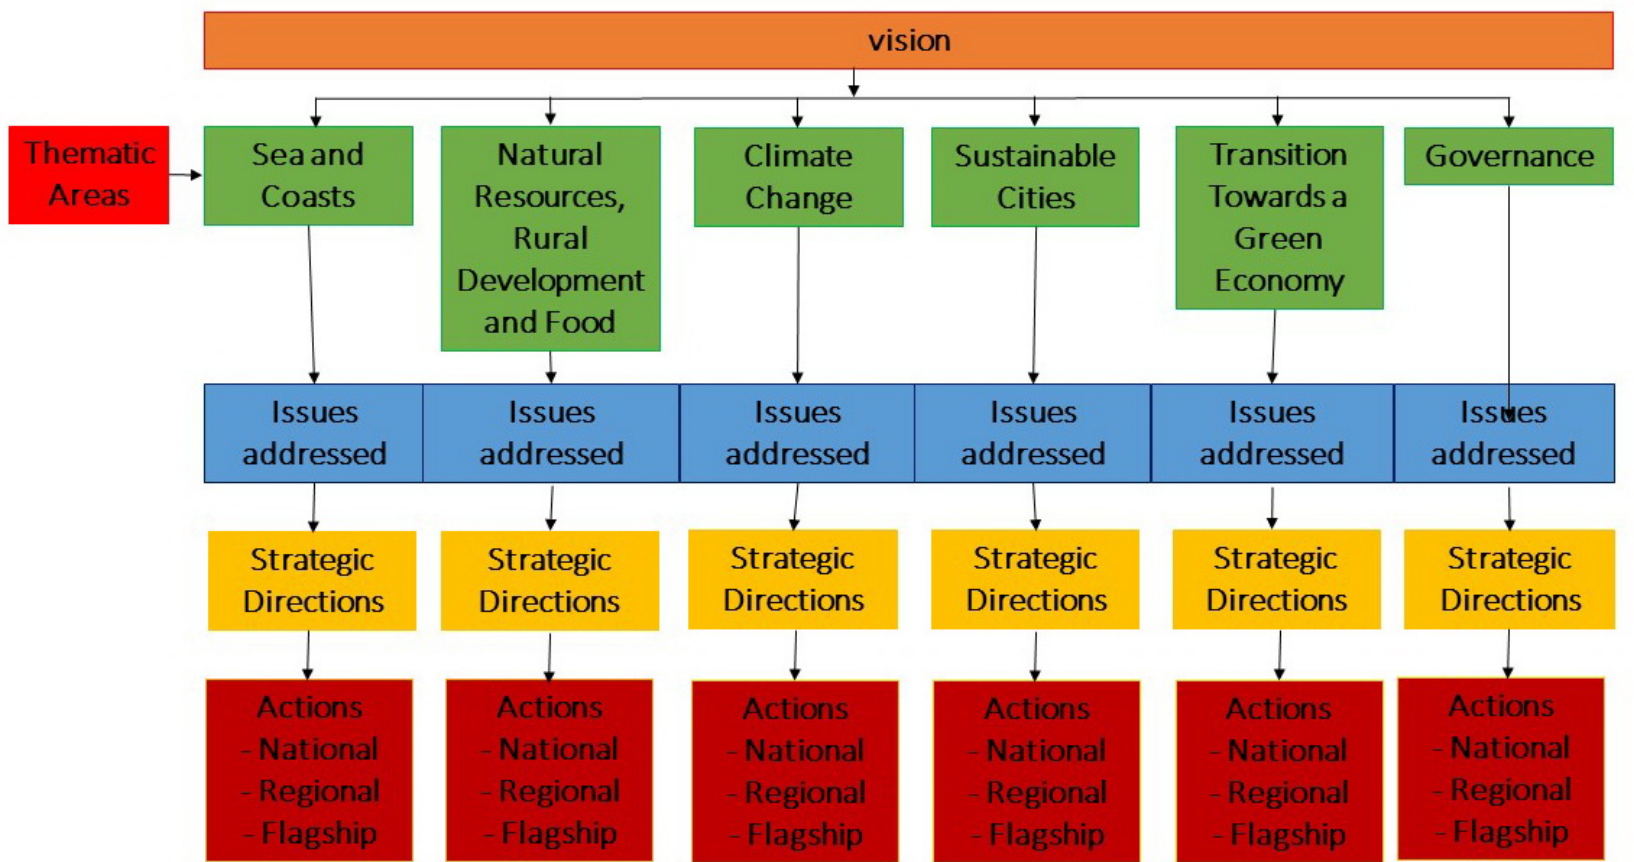 vision
Thematic
Areas
Sea and
Coasts
Natural
Resources,
Rural
Development
and Food
Climate
Change
Sustainable
Cities
Transition
Towards a
Green
Economy
Governance
Issues
addressed
Issues
addressed
Issues
addressed
Issues
addressed
Issues
addressed
Issues
addressed
Strategic
Directions
Strategic
Directions
Strategic
Directions
Strategic
Directions
Strategic
Directions
Strategic
Directions
Actions
- National
- Regional
- Flagship
Actions
- National
- Regional
- Flagship
Actions
- National
- Regional
- Flagship
Actions
- National
- Regional
- Flagship
Actions
- National
- Regional
- Flagship
Actions
- National
- Regional
- Flagship